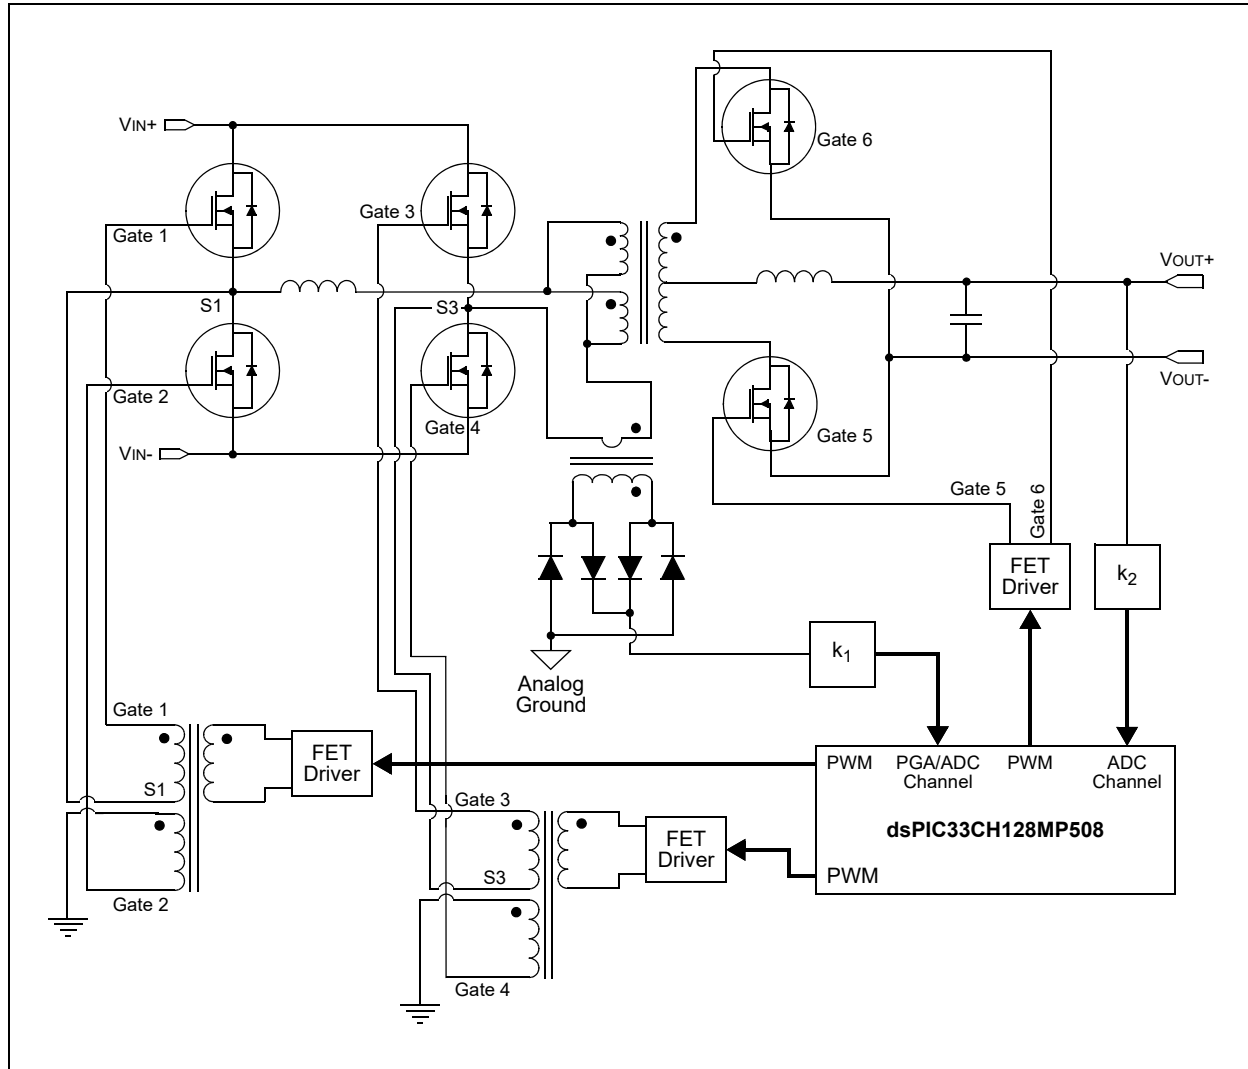 Gate 6
VIN+
Gate 3
Gate 1
VOUT+
S1
S3
VOUT-
Gate 2
Gate 4
Gate 5
VIN-
Gate 5
Gate 6
FET
Driver
k2
k1
Analog
Ground
Gate 1
FET
Driver
PWM
PGA/ADC
Channel
PWM
ADC
Channel
S1
Gate 3
dsPIC33CH128MP508
FET
Driver
PWM
S3
Gate 2
Gate 4